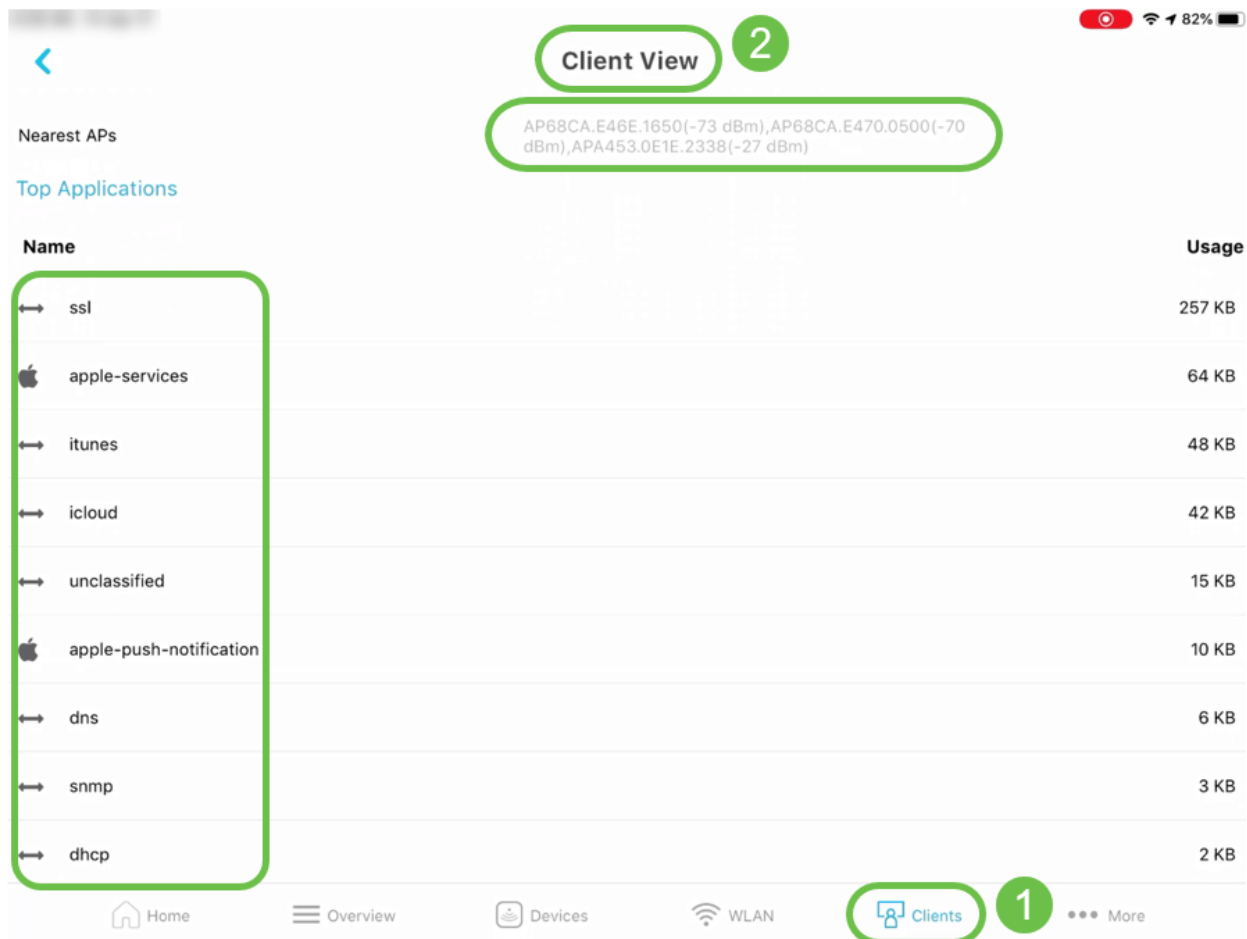 82%
Client View
2
Nearest APs
AP68CA.E46E.1650(-73 dBm),AP68CA.E470.0500(-70
dBm),APA453.0E1E.2338(-27 dBm)
Top Applications
Name Usage
ssl 257 KB
apple-services 64 KB
itunes 48 KB
icloud 42 KB
unclassified 15 KB
apple-push-notification 10 KB
dns 6 KB
snmp 3 KB
dhcp 2 KB
Home Overview Devices WLAN Clients 1 More